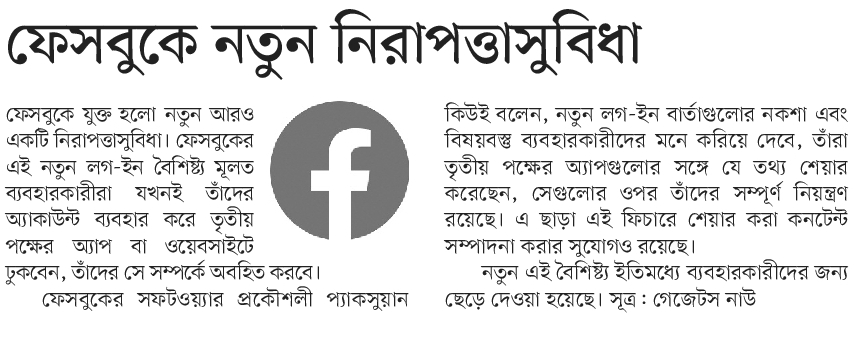 ফেসবুকে নতুন নিরাপত্তাসুবিধা
ফেসবুকে যুক্ত হলো নতুন আরও
একটি নিরাপত্তাসুবিধা। ফেসবুকের
এই নতুন লগ-ইন বৈশিষ্ট্য মূলত
ব্যবহারকারীরা যখনই তাঁদের
অ্যাকাউন্ট ব্যবহার করে তৃতীয়
পক্ষের অ্যাপ বা ওয়েবসাইটে
ঢুকবেন, তাঁদের সে সম্পর্কে অবহিত করবে।
ফেসবুকের সফটওয়্যার প্রকৌশলী প্যাকসুয়ান
কিউই বলেন, নতুন লগ-ইন বার্তাগুলোর নকশা এবং
বিষয়বস্তু ব্যবহারকারীদের মনে করিয়ে দেবে, তাঁরা
তৃতীয় পক্ষের অ্যাপগুলোর সঙ্গে যে তথ্য শেয়ার
করেছেন, সেগুলোর ওপর তাঁদের সম্পূর্ণ নিয়ন্ত্রণ
রয়েছে। এ ছাড়া এই ফিচারে শেয়ার করা কনটেন্ট
সম্পাদনা করার সুযোগও রয়েছে।
নতুন এই বৈশিষ্ট্য ইতিমধ্যে ব্যবহারকারীদের জন্য
ছেড়ে দেওয়া হয়েছে। সূত্র : গেজেটস নাউ